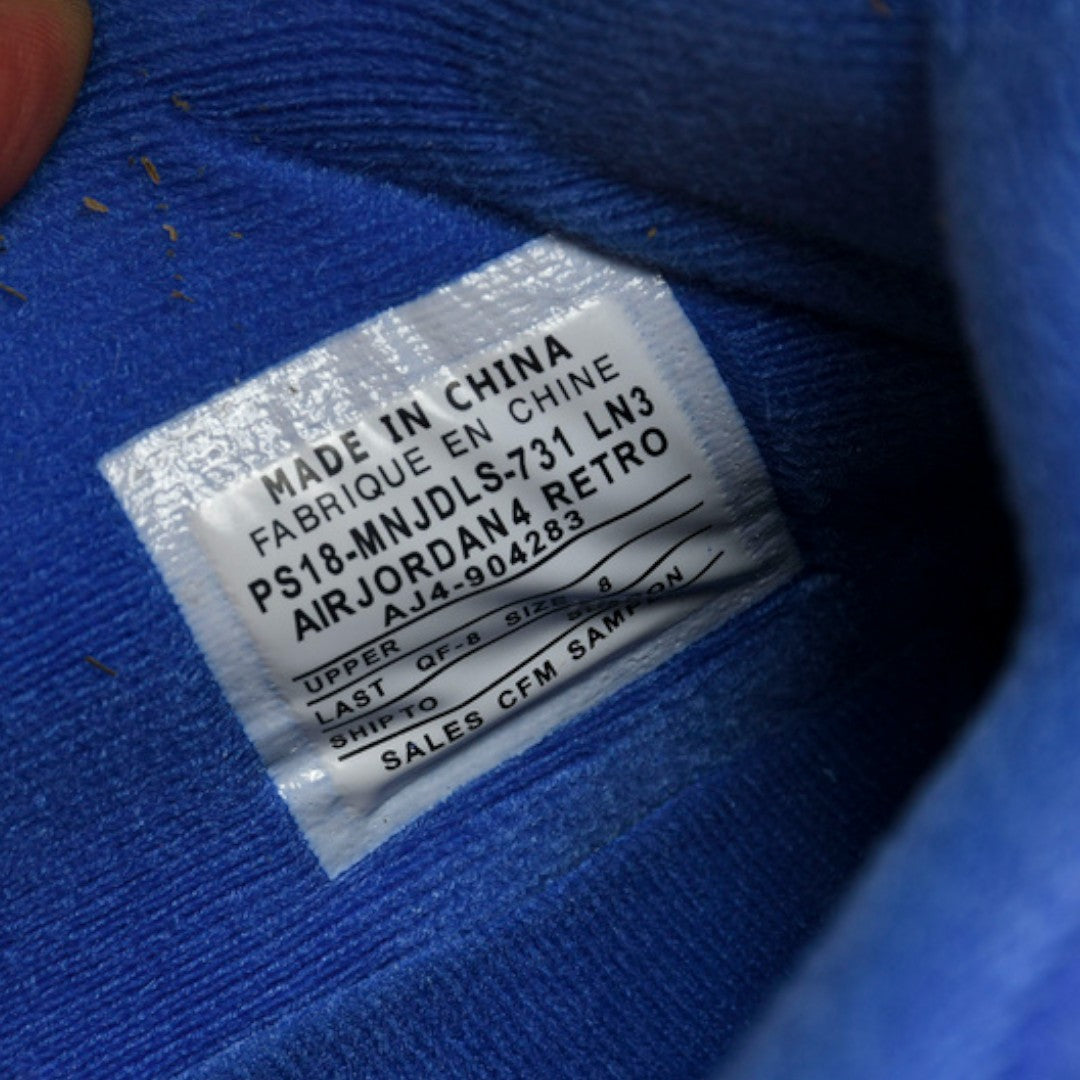 MADE IN CHINA
FABRIQUE EN CHINE
PS18-MNJDLS-731 LN3
AIRJORDAN4 RETRO
AJ4-904283
UPPER
LAST QF-8 SIZE 8
SHIP TO
SALES CFM SAMPON